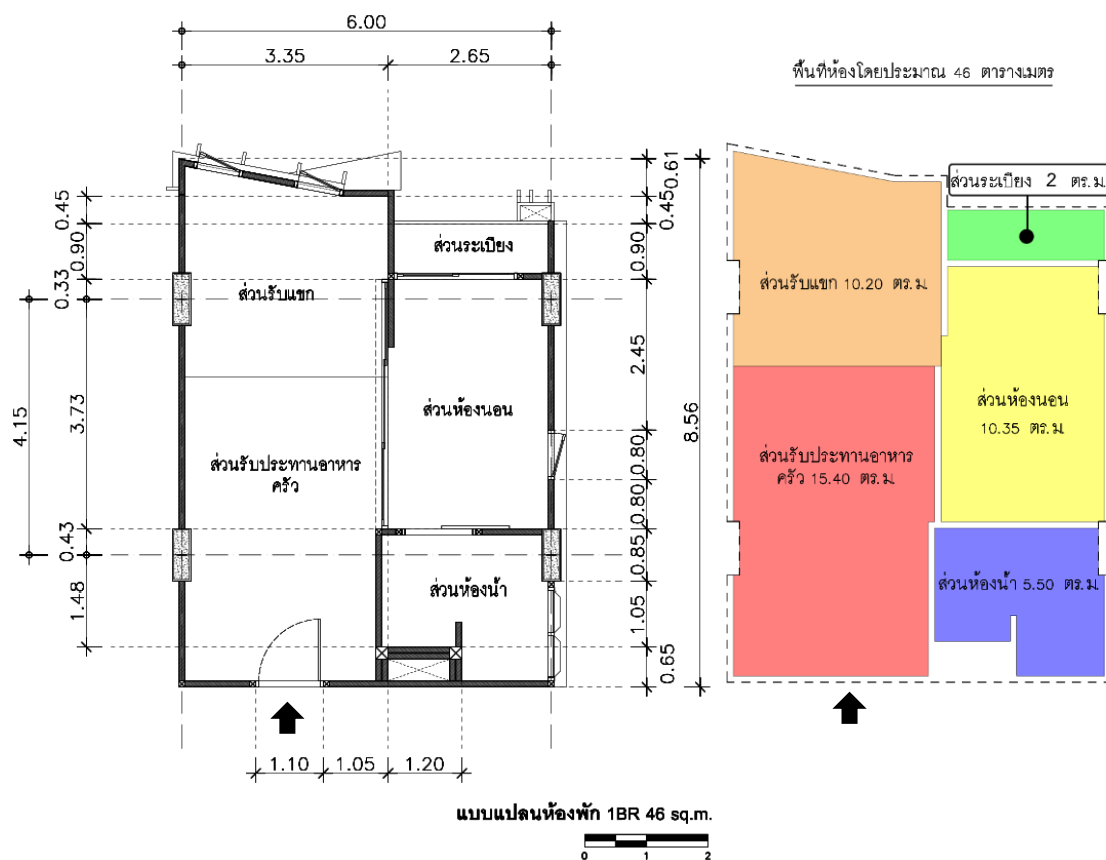 6.00
3.35
2.65
พื้นที่ห้องโดยประมาณ 46 ตารางเมตร
0.45
0.90
0.33
4.15
3.73
0.43
1.48
ส่วนระเบียง
ส่วนรับแขก
ส่วนห้องนอน
ส่วนรับประทานอาหาร
ครัว
ส่วนห้องน้ำ
0.61
0.45
0.90
2.45
0.80
0.80
0.85
1.05
0.65
8.56
1.10
1.05
1.20
ส่วนระเบียง 2 ตร.ม.
ส่วนรับแขก 10.20 ตร.ม.
ส่วนห้องนอน
10.35 ตร.ม.
ส่วนรับประทานอาหาร
ครัว 15.40 ตร.ม.
ส่วนห้องน้ำ 5.50 ตร.ม.
แบบแปลนห้องพัก 1BR 46 sq.m.
0 1 2